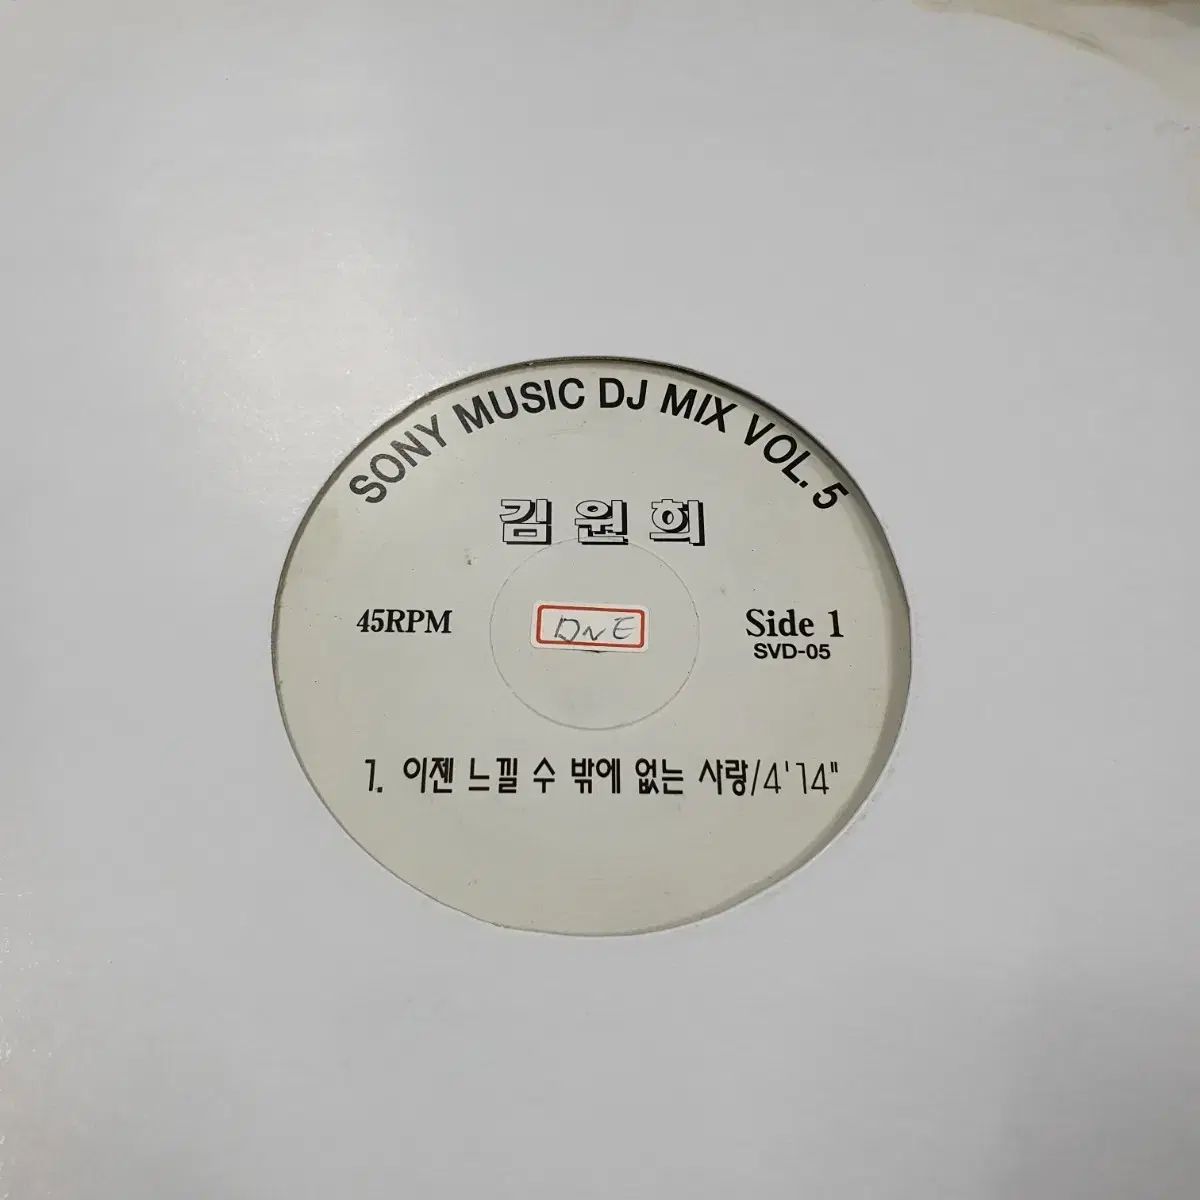 SONY MUSIC DJ MIX VOL. 5
김원희
45RPM
DNE
Side 1
SVD-05
1. 이젠 느낄 수 밖에 없는 사랑/4'14"